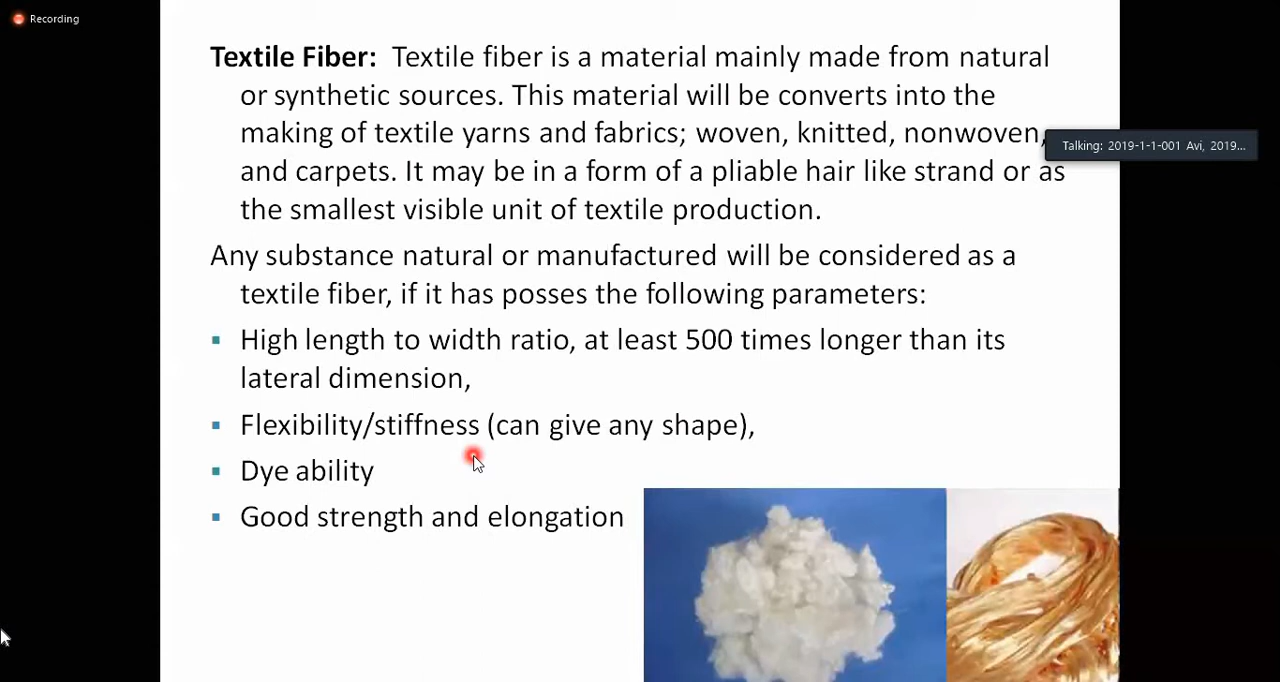 Recording
Textile Fiber: Textile fiber is a material mainly made from natural
or synthetic sources. This material will be converts into the
making of textile yarns and fabrics; woven, knitted, nonwoven,
Talking: 2019-1-1-001 Avi, 2019...
and carpets. It may be in a form of a pliable hair like strand or as
the smallest visible unit of textile production.
Any substance natural or manufactured will be considered as a
textile fiber, if it has posses the following parameters:
▪ High length to width ratio, at least 500 times longer than its
lateral dimension,
▪ Flexibility/stiffness (can give any shape),
▪ Dye ability
▪ Good strength and elongation